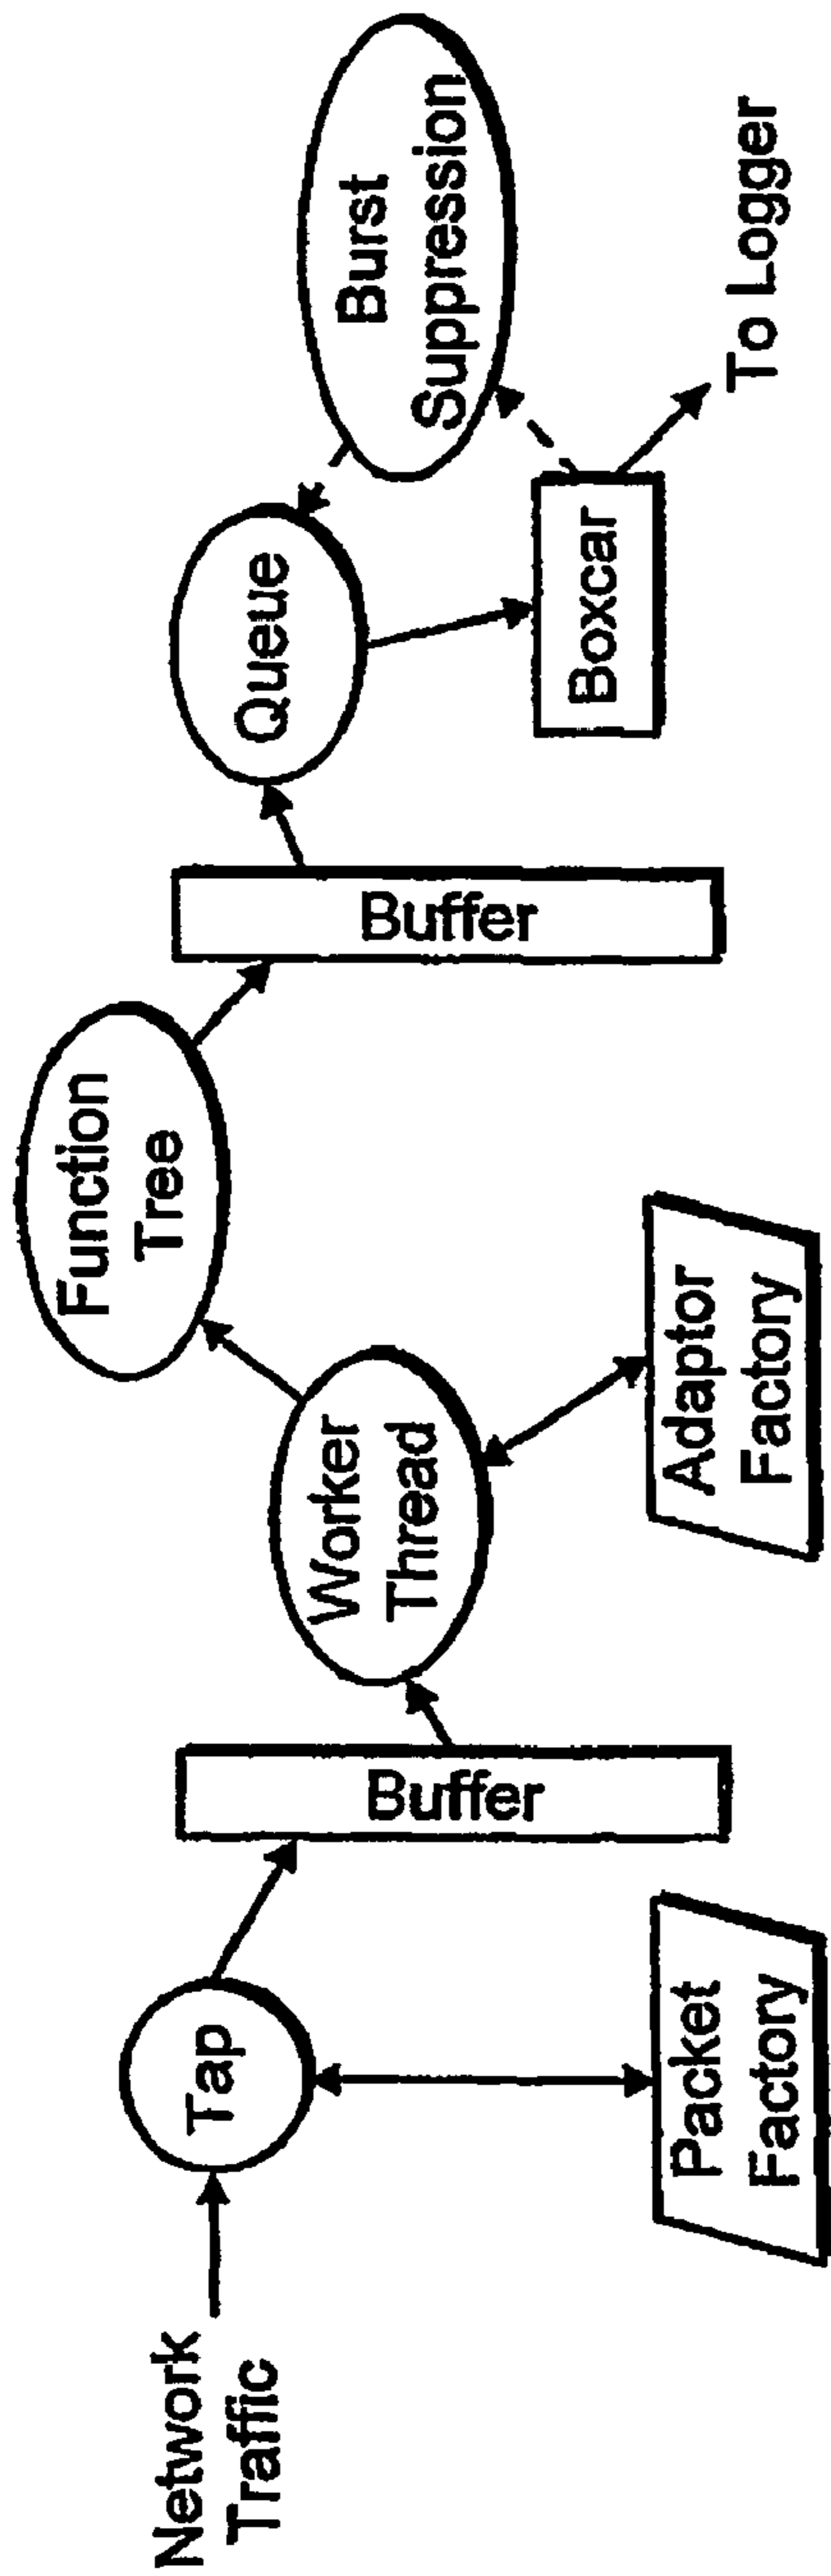 Network
Traffic
Tap
Packet
Factory
Buffer
Worker
Thread
Adaptor
Factory
Function
Tree
Buffer
Queue
Boxcar
Burst
Suppression
To Logger